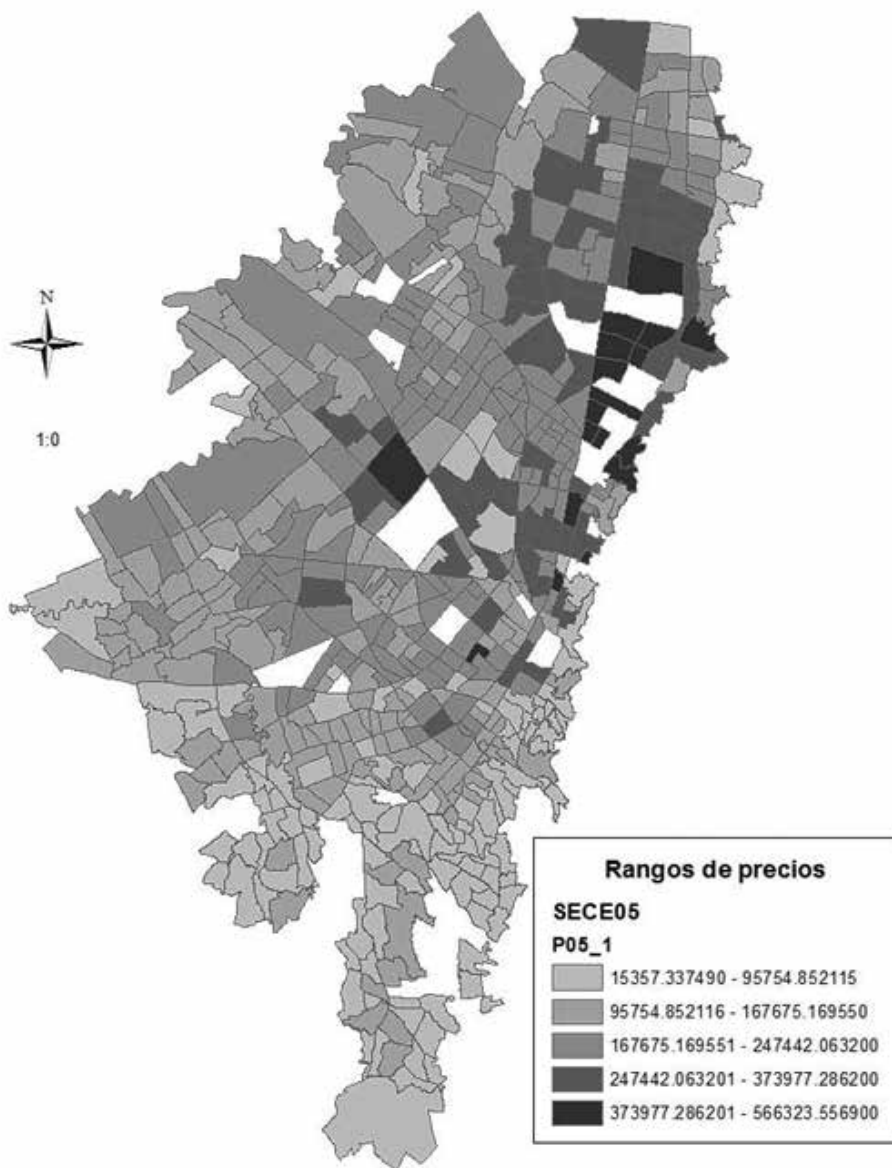 N
1:0
Rangos de precios
SECE05
P05_1
15357.337490 - 95754.852115
95754.852116 - 167675.169550
167675.169551 - 247442.063200
247442.063201 - 373977.286200
373977.286201 - 566323.556900